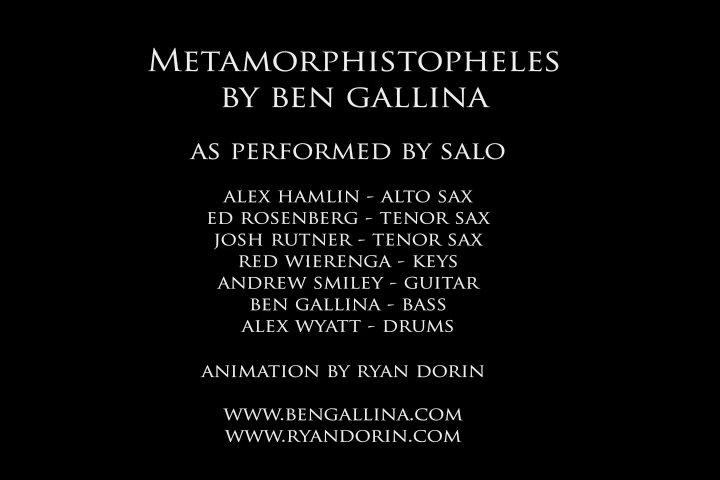 Metamorphistopheles
by ben gallina
as performed by salo
alex hamlin - alto sax
ed rosenberg - tenor sax
josh rutner - tenor sax
red wierenga - keys
andrew smiley - guitar
ben gallina - bass
alex wyatt - drums
animation by ryan dorin
www.bengallina.com
www.ryandorin.com